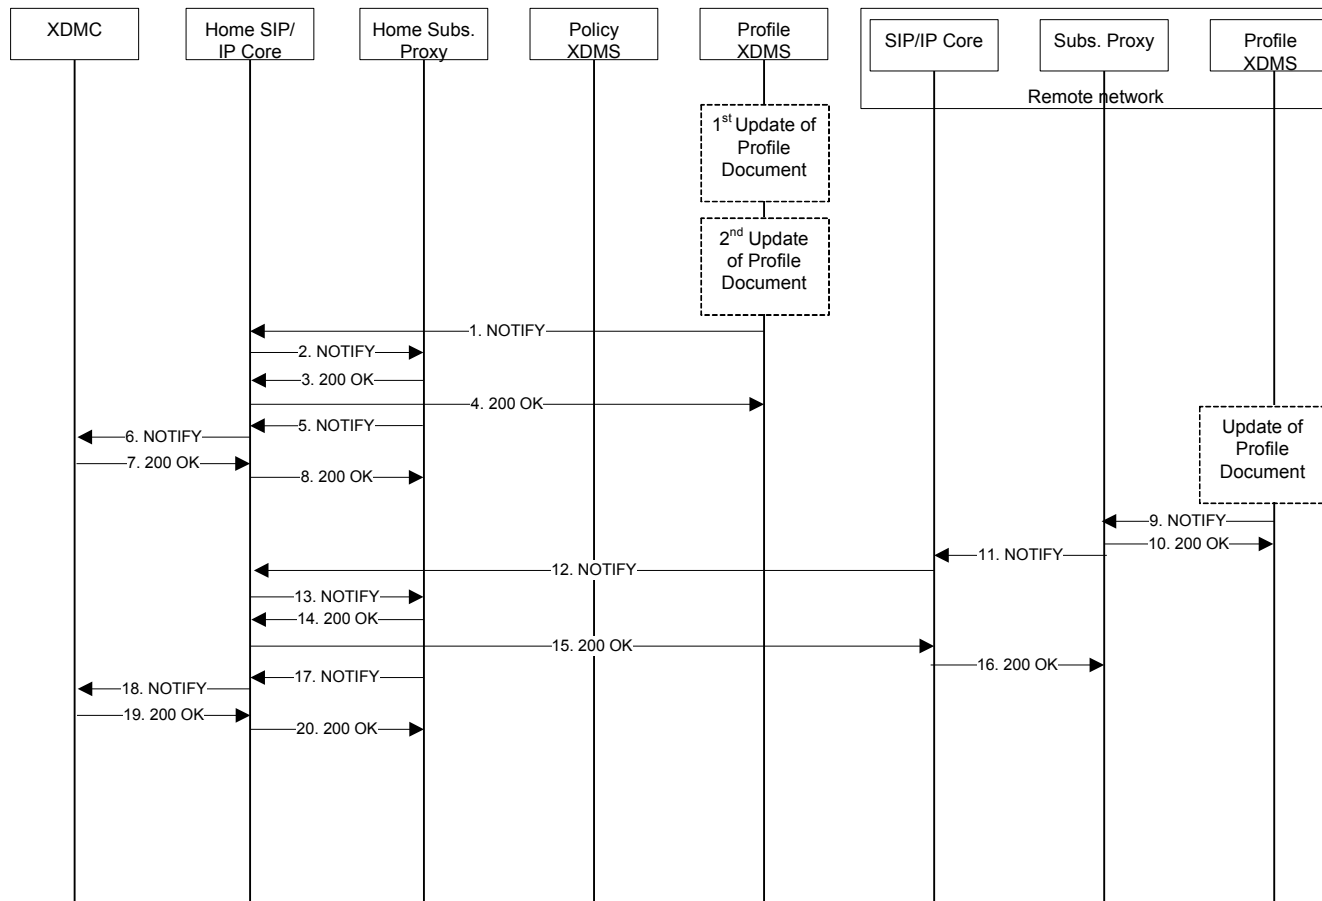 XDMC
Home SIP/
IP Core
Home Subs.
Proxy
Policy
XDMS
Profile
XDMS
SIP/IP Core
Subs. Proxy
Profile
XDMS
Remote network
1st Update of
Profile
Document
2nd Update
of Profile
Document
1. NOTIFY
2. NOTIFY
3. 200 OK
4. 200 OK
5. NOTIFY
6. NOTIFY
7. 200 OK
8. 200 OK
Update of
Profile
Document
9. NOTIFY
10. 200 OK
11. NOTIFY
12. NOTIFY
13. NOTIFY
14. 200 OK
15. 200 OK
16. 200 OK
17. NOTIFY
18. NOTIFY
19. 200 OK
20. 200 OK